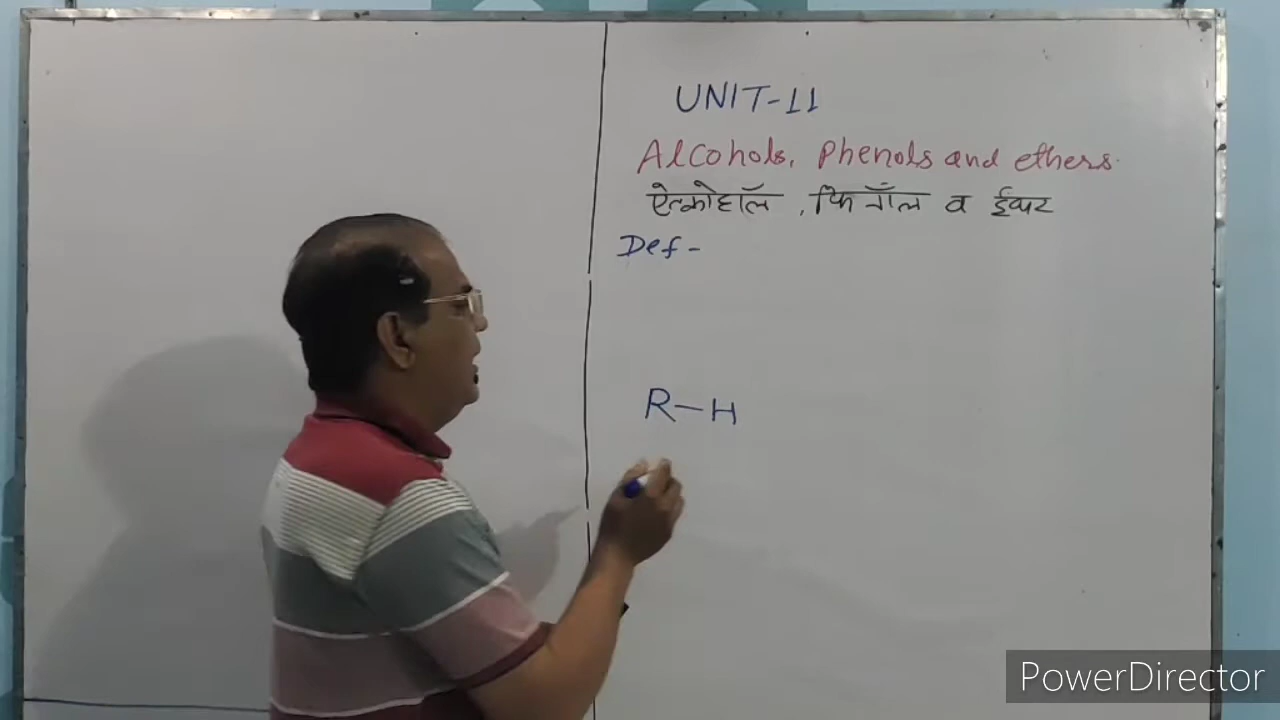 UNIT-11
Alcohols, Phenols and ethers.
ऐल्कोहॉल, फिनॉल व ईथर
Def -
R-H
PowerDirector